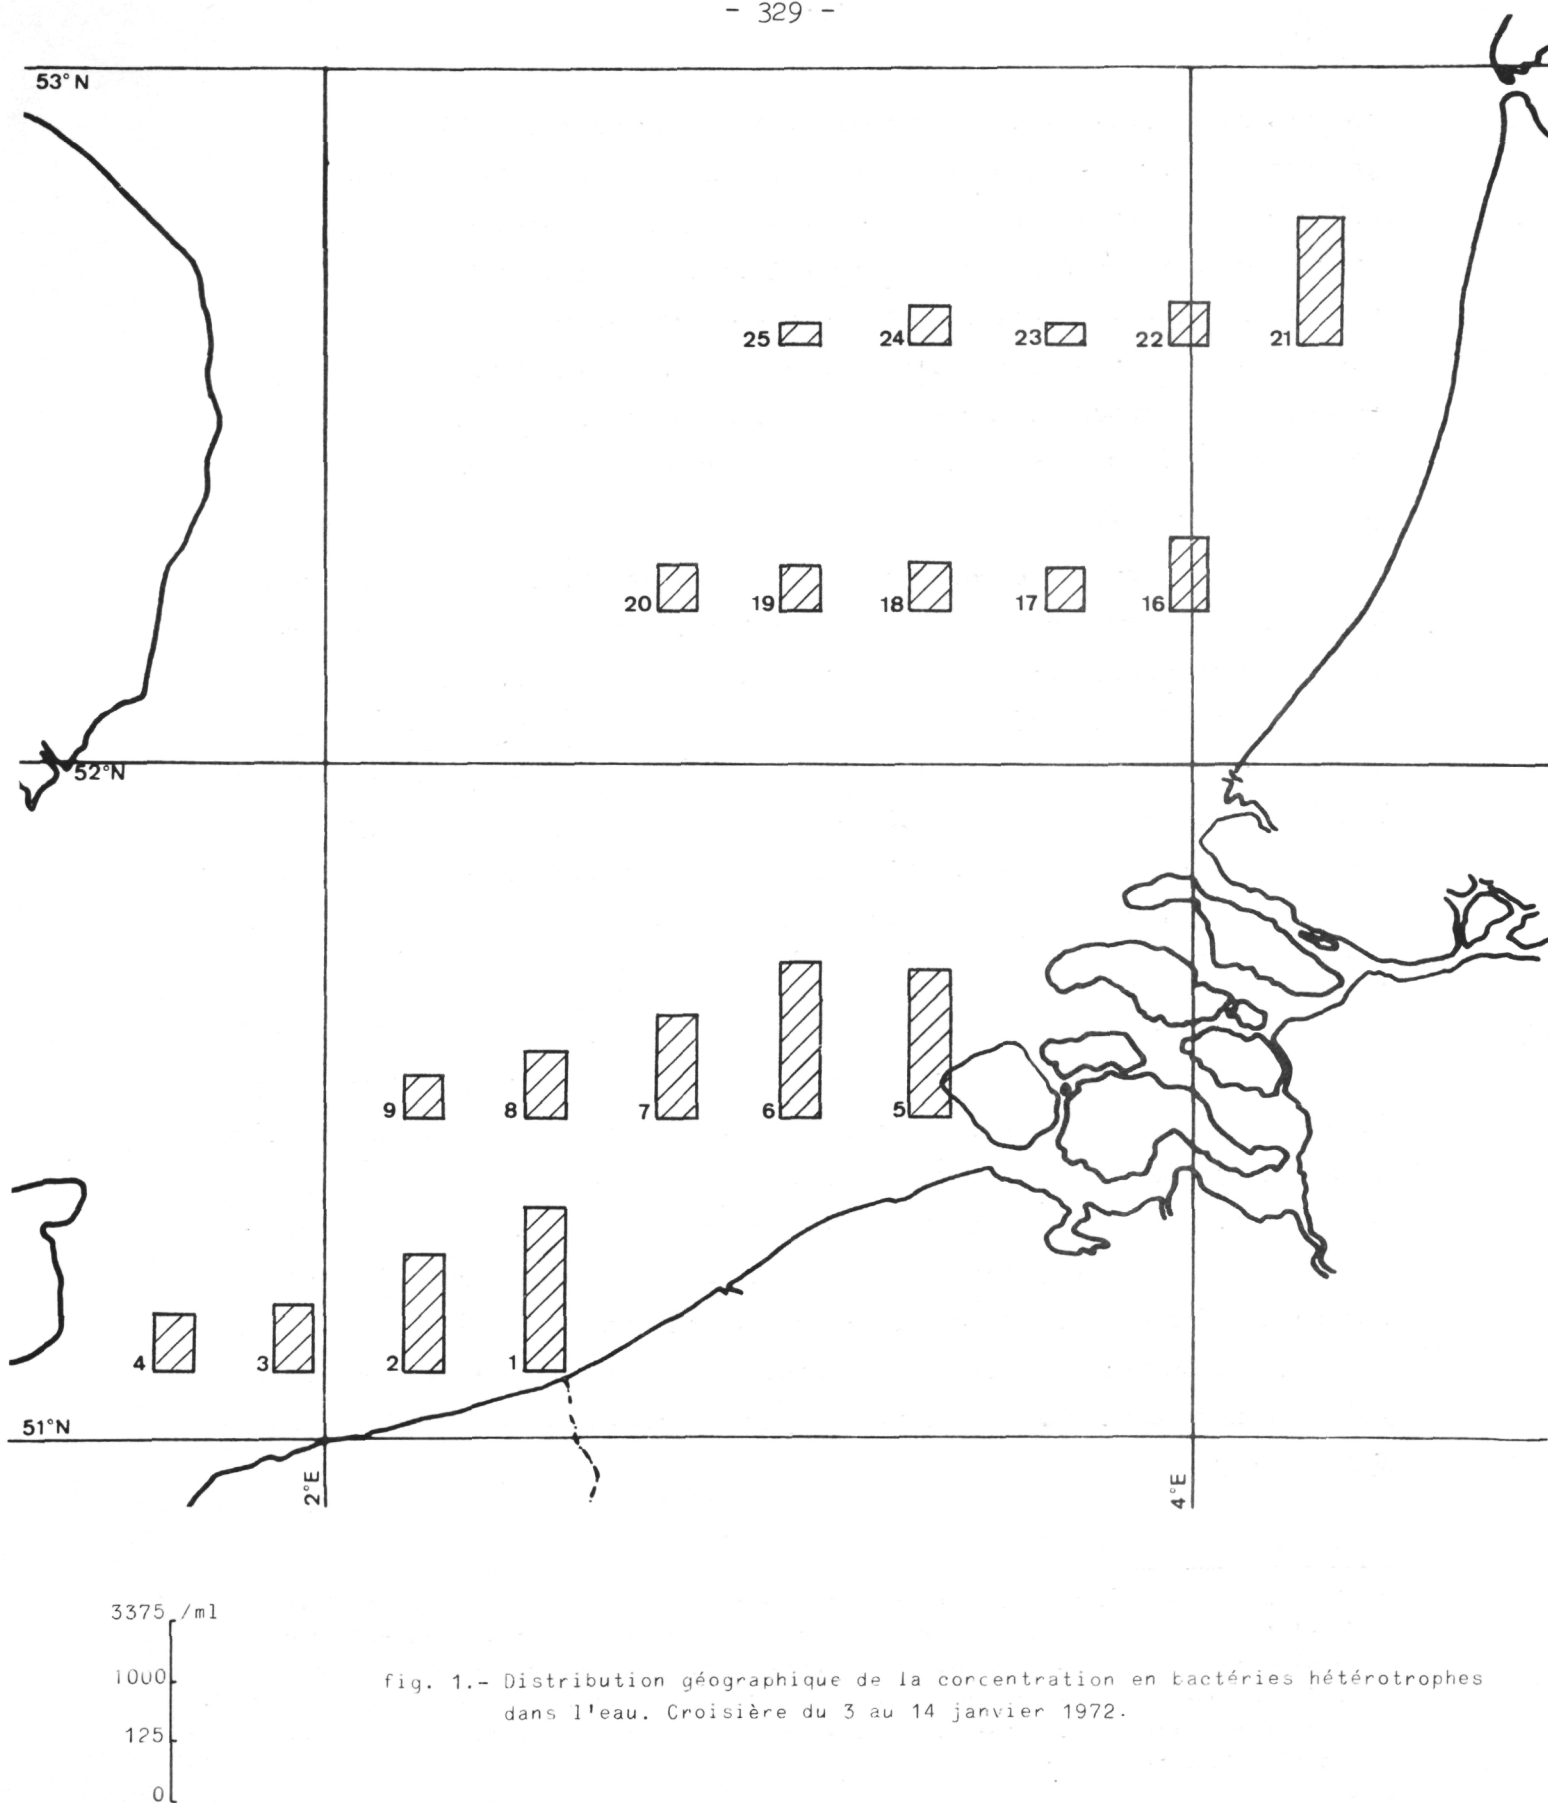 - 329 -
53°N
25
24
23
22
21
20
19
18
17
16
52°N
9
8
7
6
5
4
3
2
1
51°N
2°E
4°E
3375 /ml
1000
125
0
fig. 1.- Distribution géographique de la corcentration en bactéries hétérotrophes
dans l'eau. Croisière du 3 au 14 janvier 1972.